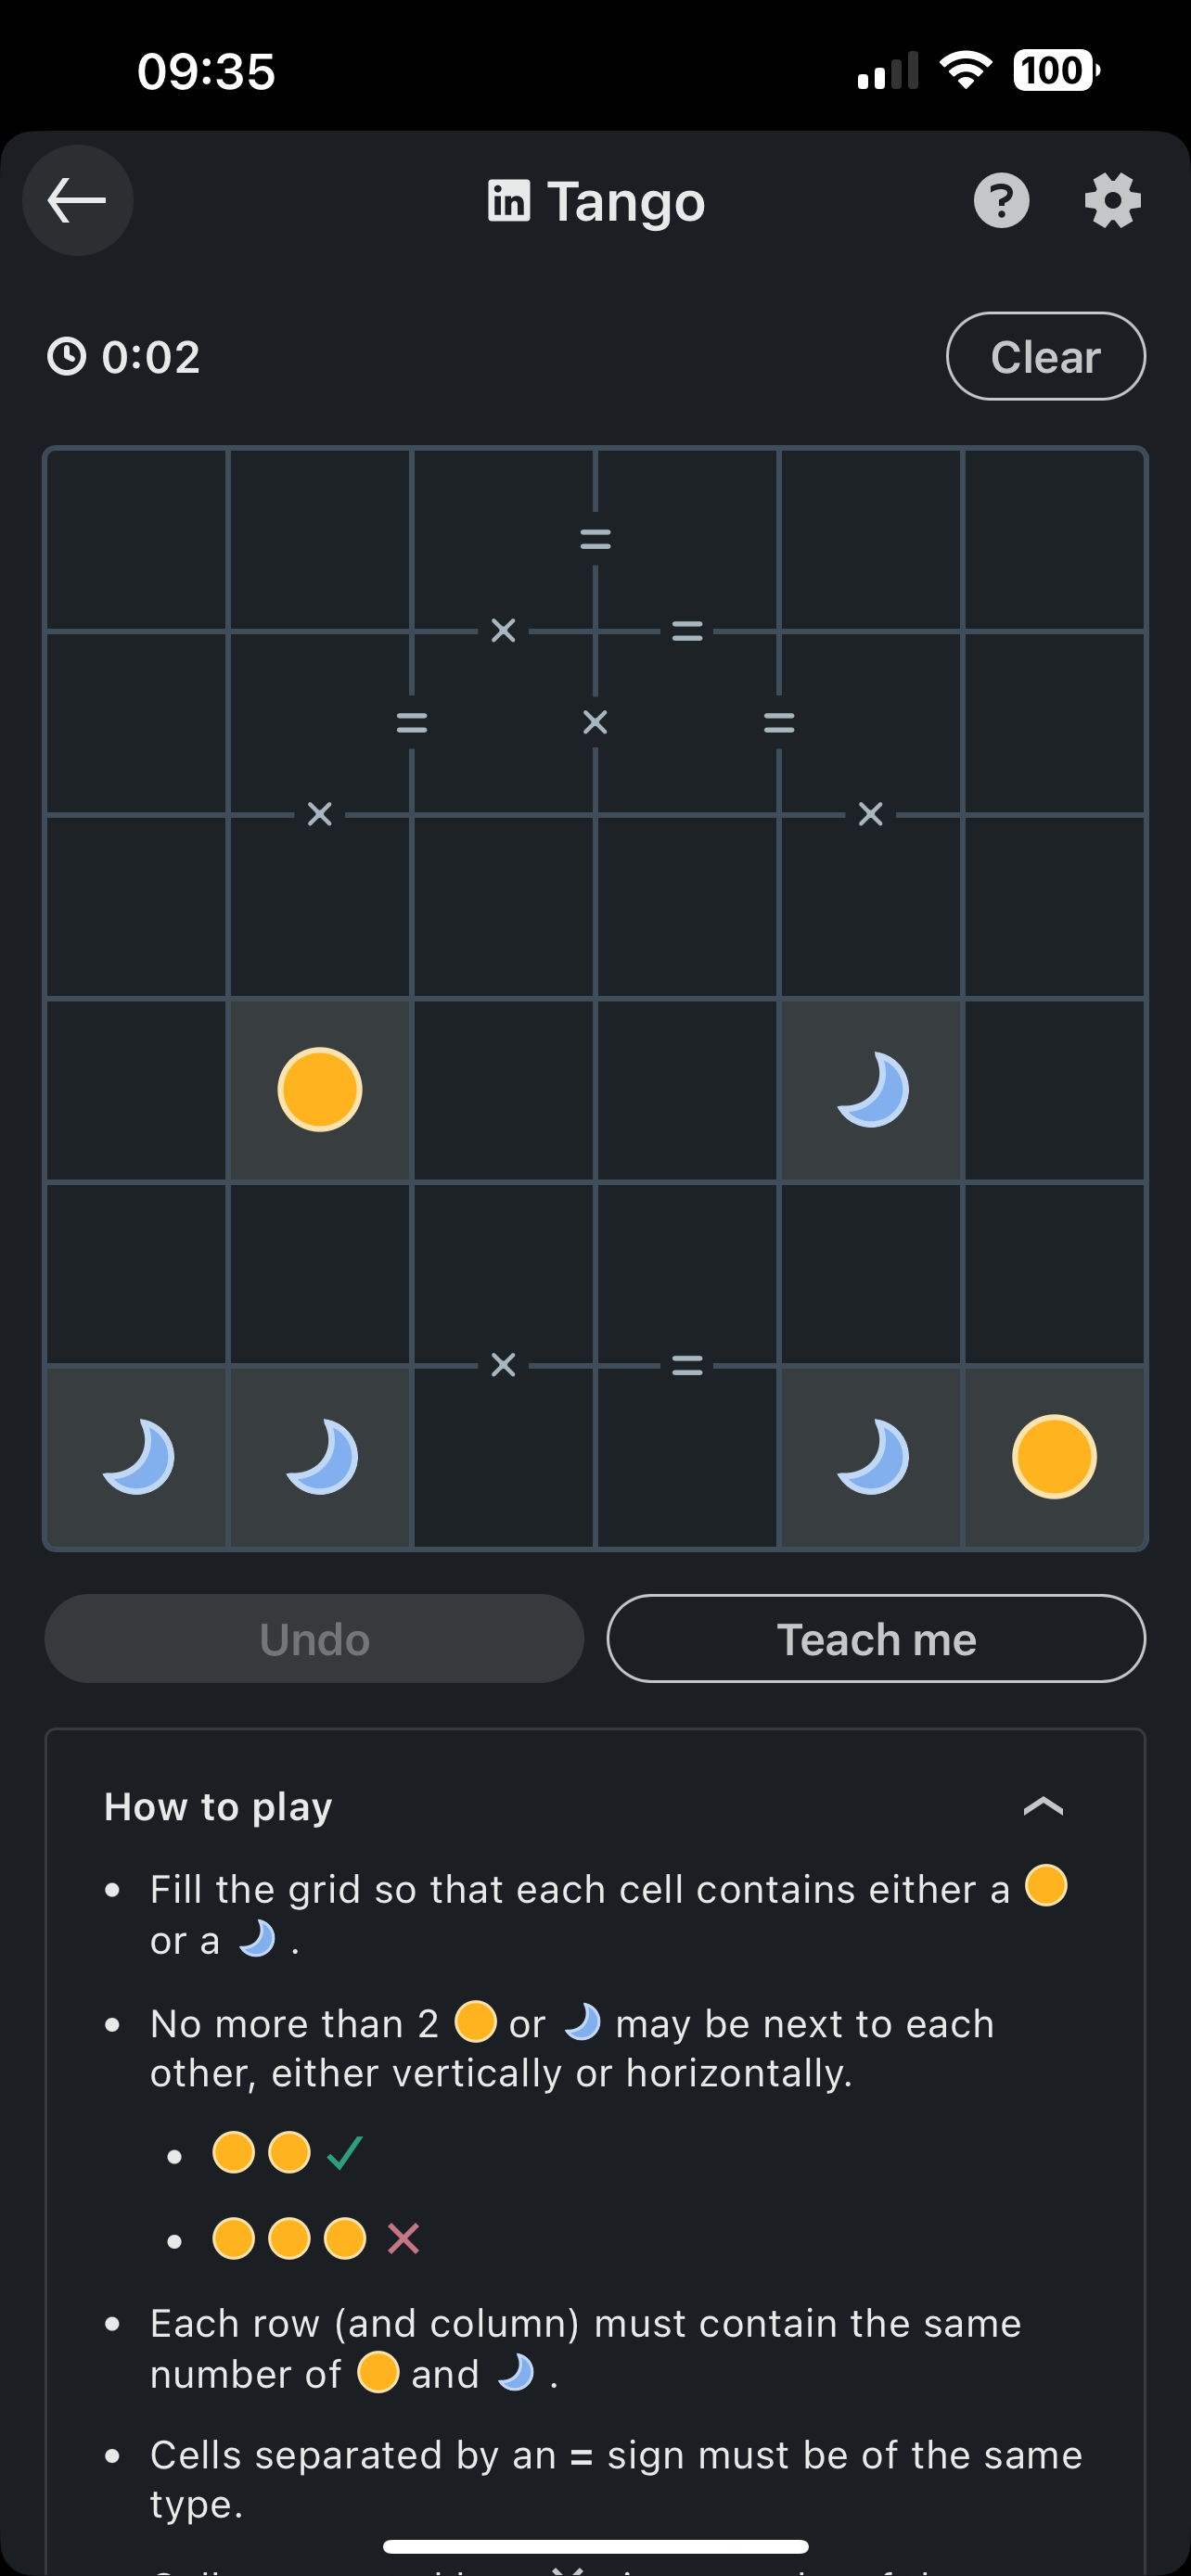 09:35
100
in Tango
?
0:02
Clear
=
× =
= × =
× ×
× =
Undo
Teach me
How to play
• Fill the grid so that each cell contains either a
or a .
• No more than 2 or may be next to each
other, either vertically or horizontally.
• Each row (and column) must contain the same
number of and .
• Cells separated by an = sign must be of the same
type.